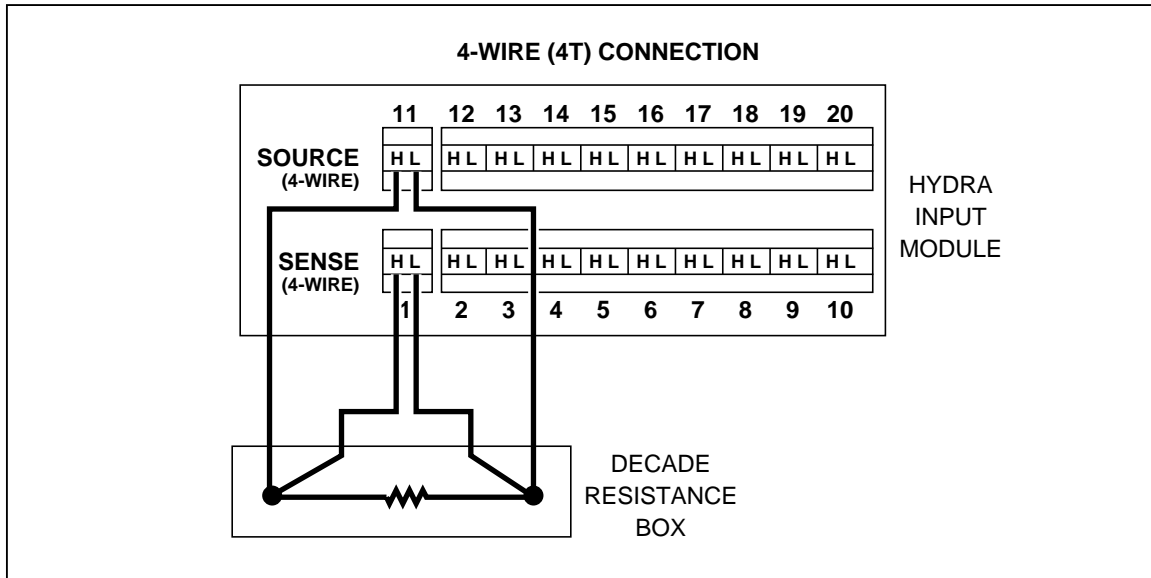 4-WIRE (4T) CONNECTION
11 12 13 14 15 16 17 18 19 20
SOURCE
(4-WIRE)
H L H L H L H L H L H L H L H L H L H L
HYDRA
INPUT
MODULE
SENSE
(4-WIRE)
H L H L H L H L H L H L H L H L H L H L
1 2 3 4 5 6 7 8 9 10
DECADE
RESISTANCE
BOX